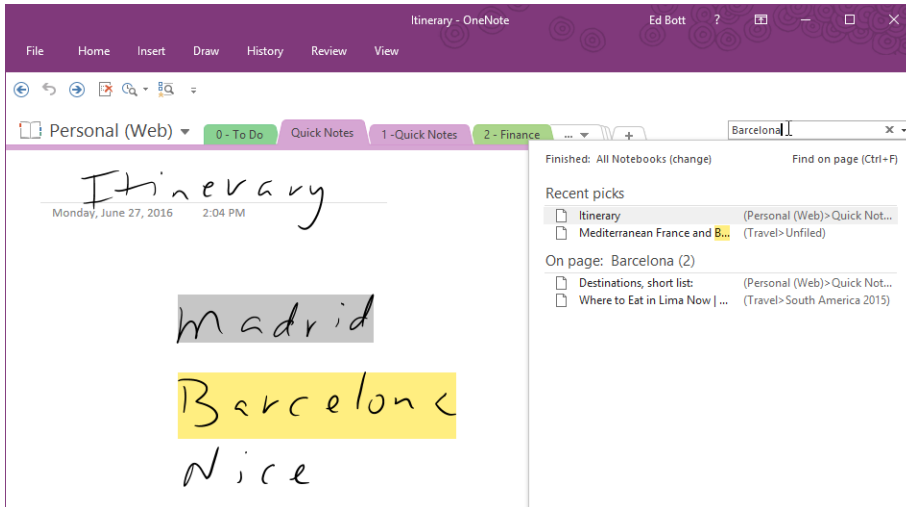 Itinerary - OneNote
Ed Bott
?
File Home Insert Draw History Review View
Personal (Web)
0 - To Do
Quick Notes
1 -Quick Notes
2 - Finance
...
+
Barcelona
Finished: All Notebooks (change) Find on page (Ctrl+F)
Recent picks
Itinerary (Personal (Web)>Quick Not...
Mediterranean France and B... (Travel>Unfiled)
On page: Barcelona (2)
Destinations, short list: (Personal (Web)>Quick Not...
Where to Eat in Lima Now | ... (Travel>South America 2015)
Itinerary
Monday, June 27, 2016 2:04 PM
Madrid
Barcelona
Nice